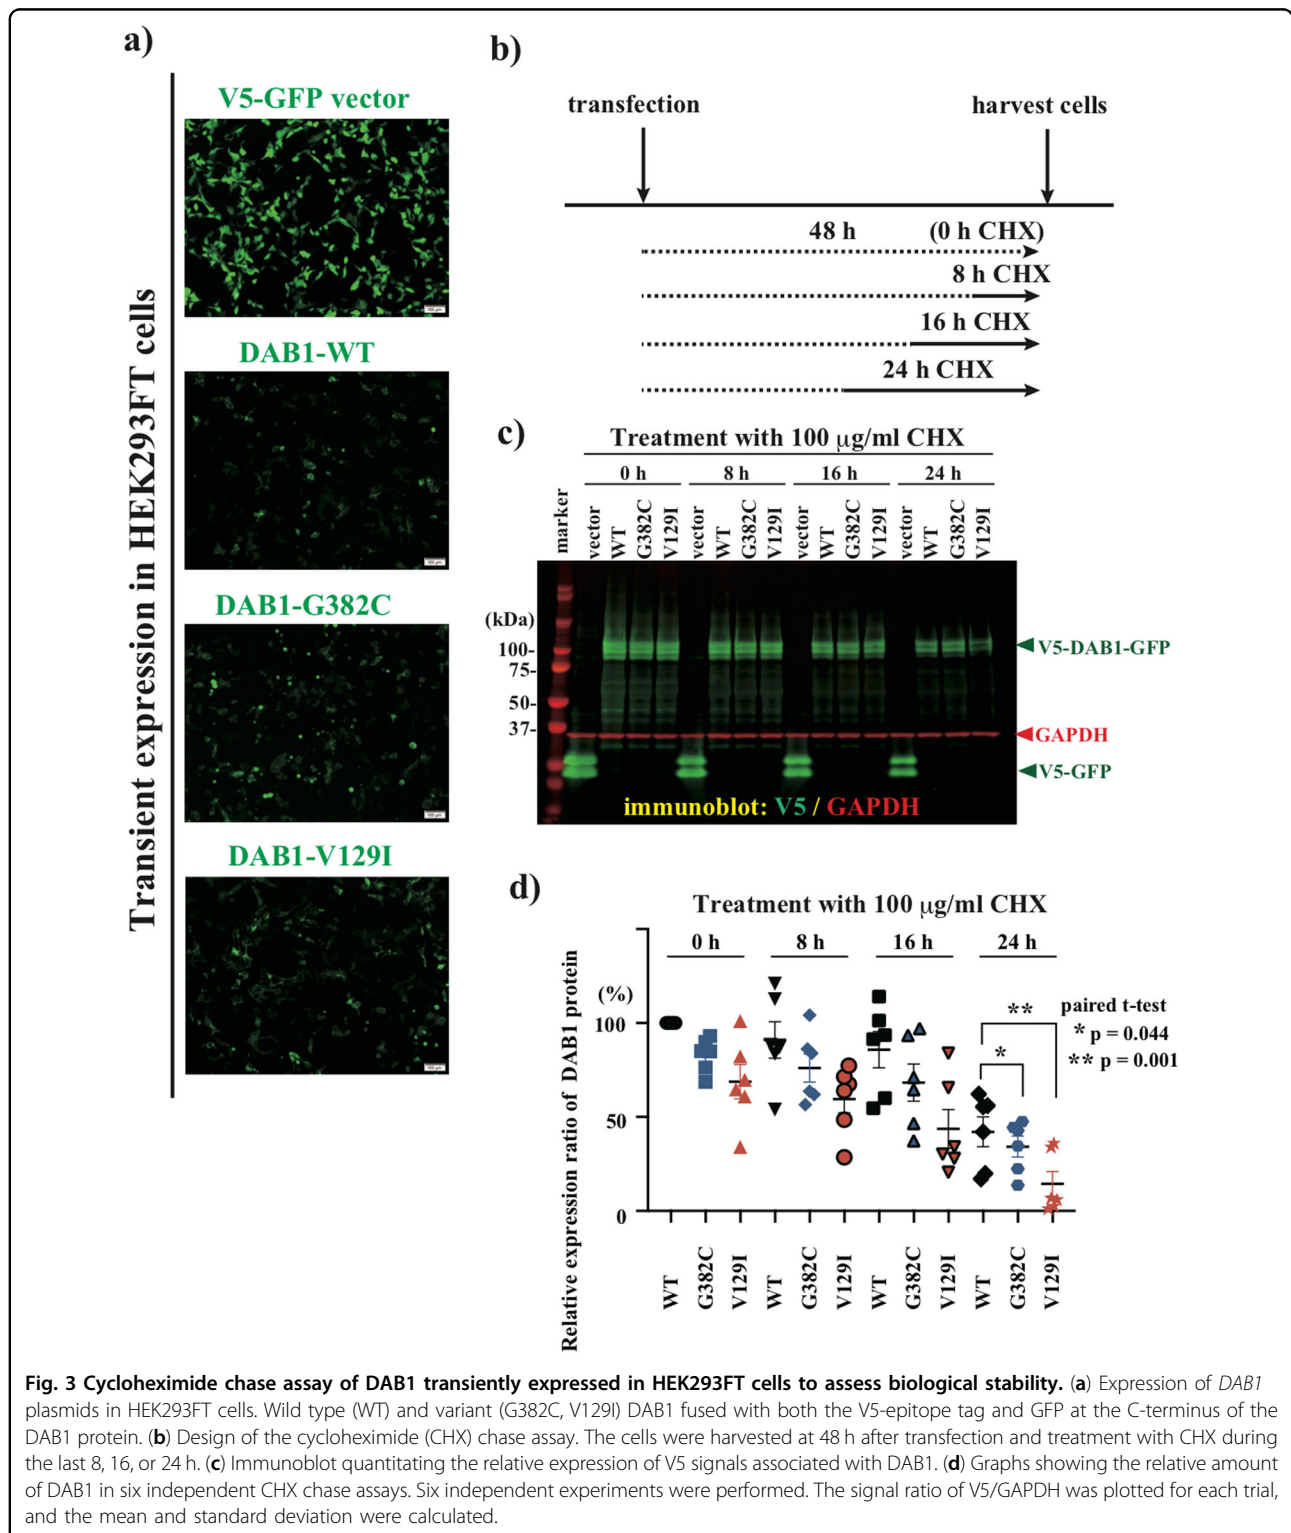 a)
Transient expression in HEK293FT cells
V5-GFP vector
100 µm
DAB1-WT
100 µm
DAB1-G382C
100 µm
DAB1-V129I
100 µm
b)
transfection harvest cells
48 h (0 h CHX)
8 h CHX
16 h CHX
24 h CHX
c)
Treatment with 100 µg/ml CHX
0 h 8 h 16 h 24 h
marker vector WT G382C V129I vector WT G382C V129I vector WT G382C V129I vector WT G382C V129I
(kDa)
100-
75-
50-
37-
V5-DAB1-GFP
GAPDH
V5-GFP
immunoblot: V5 / GAPDH
d)
Treatment with 100 µg/ml CHX
0 h 8 h 16 h 24 h
Relative expression ratio of DAB1 protein
(%)
100
50
0
** paired t-test
* p = 0.044
* ** p = 0.001
WT G382C V129I WT G382C V129I WT G382C V129I WT G382C V129I
Fig. 3 Cycloheximide chase assay of DAB1 transiently expressed in HEK293FT cells to assess biological stability. (a) Expression of DAB1
plasmids in HEK293FT cells. Wild type (WT) and variant (G382C, V129I) DAB1 fused with both the V5-epitope tag and GFP at the C-terminus of the
DAB1 protein. (b) Design of the cycloheximide (CHX) chase assay. The cells were harvested at 48 h after transfection and treatment with CHX during
the last 8, 16, or 24 h. (c) Immunoblot quantitating the relative expression of V5 signals associated with DAB1. (d) Graphs showing the relative amount
of DAB1 in six independent CHX chase assays. Six independent experiments were performed. The signal ratio of V5/GAPDH was plotted for each trial,
and the mean and standard deviation were calculated.